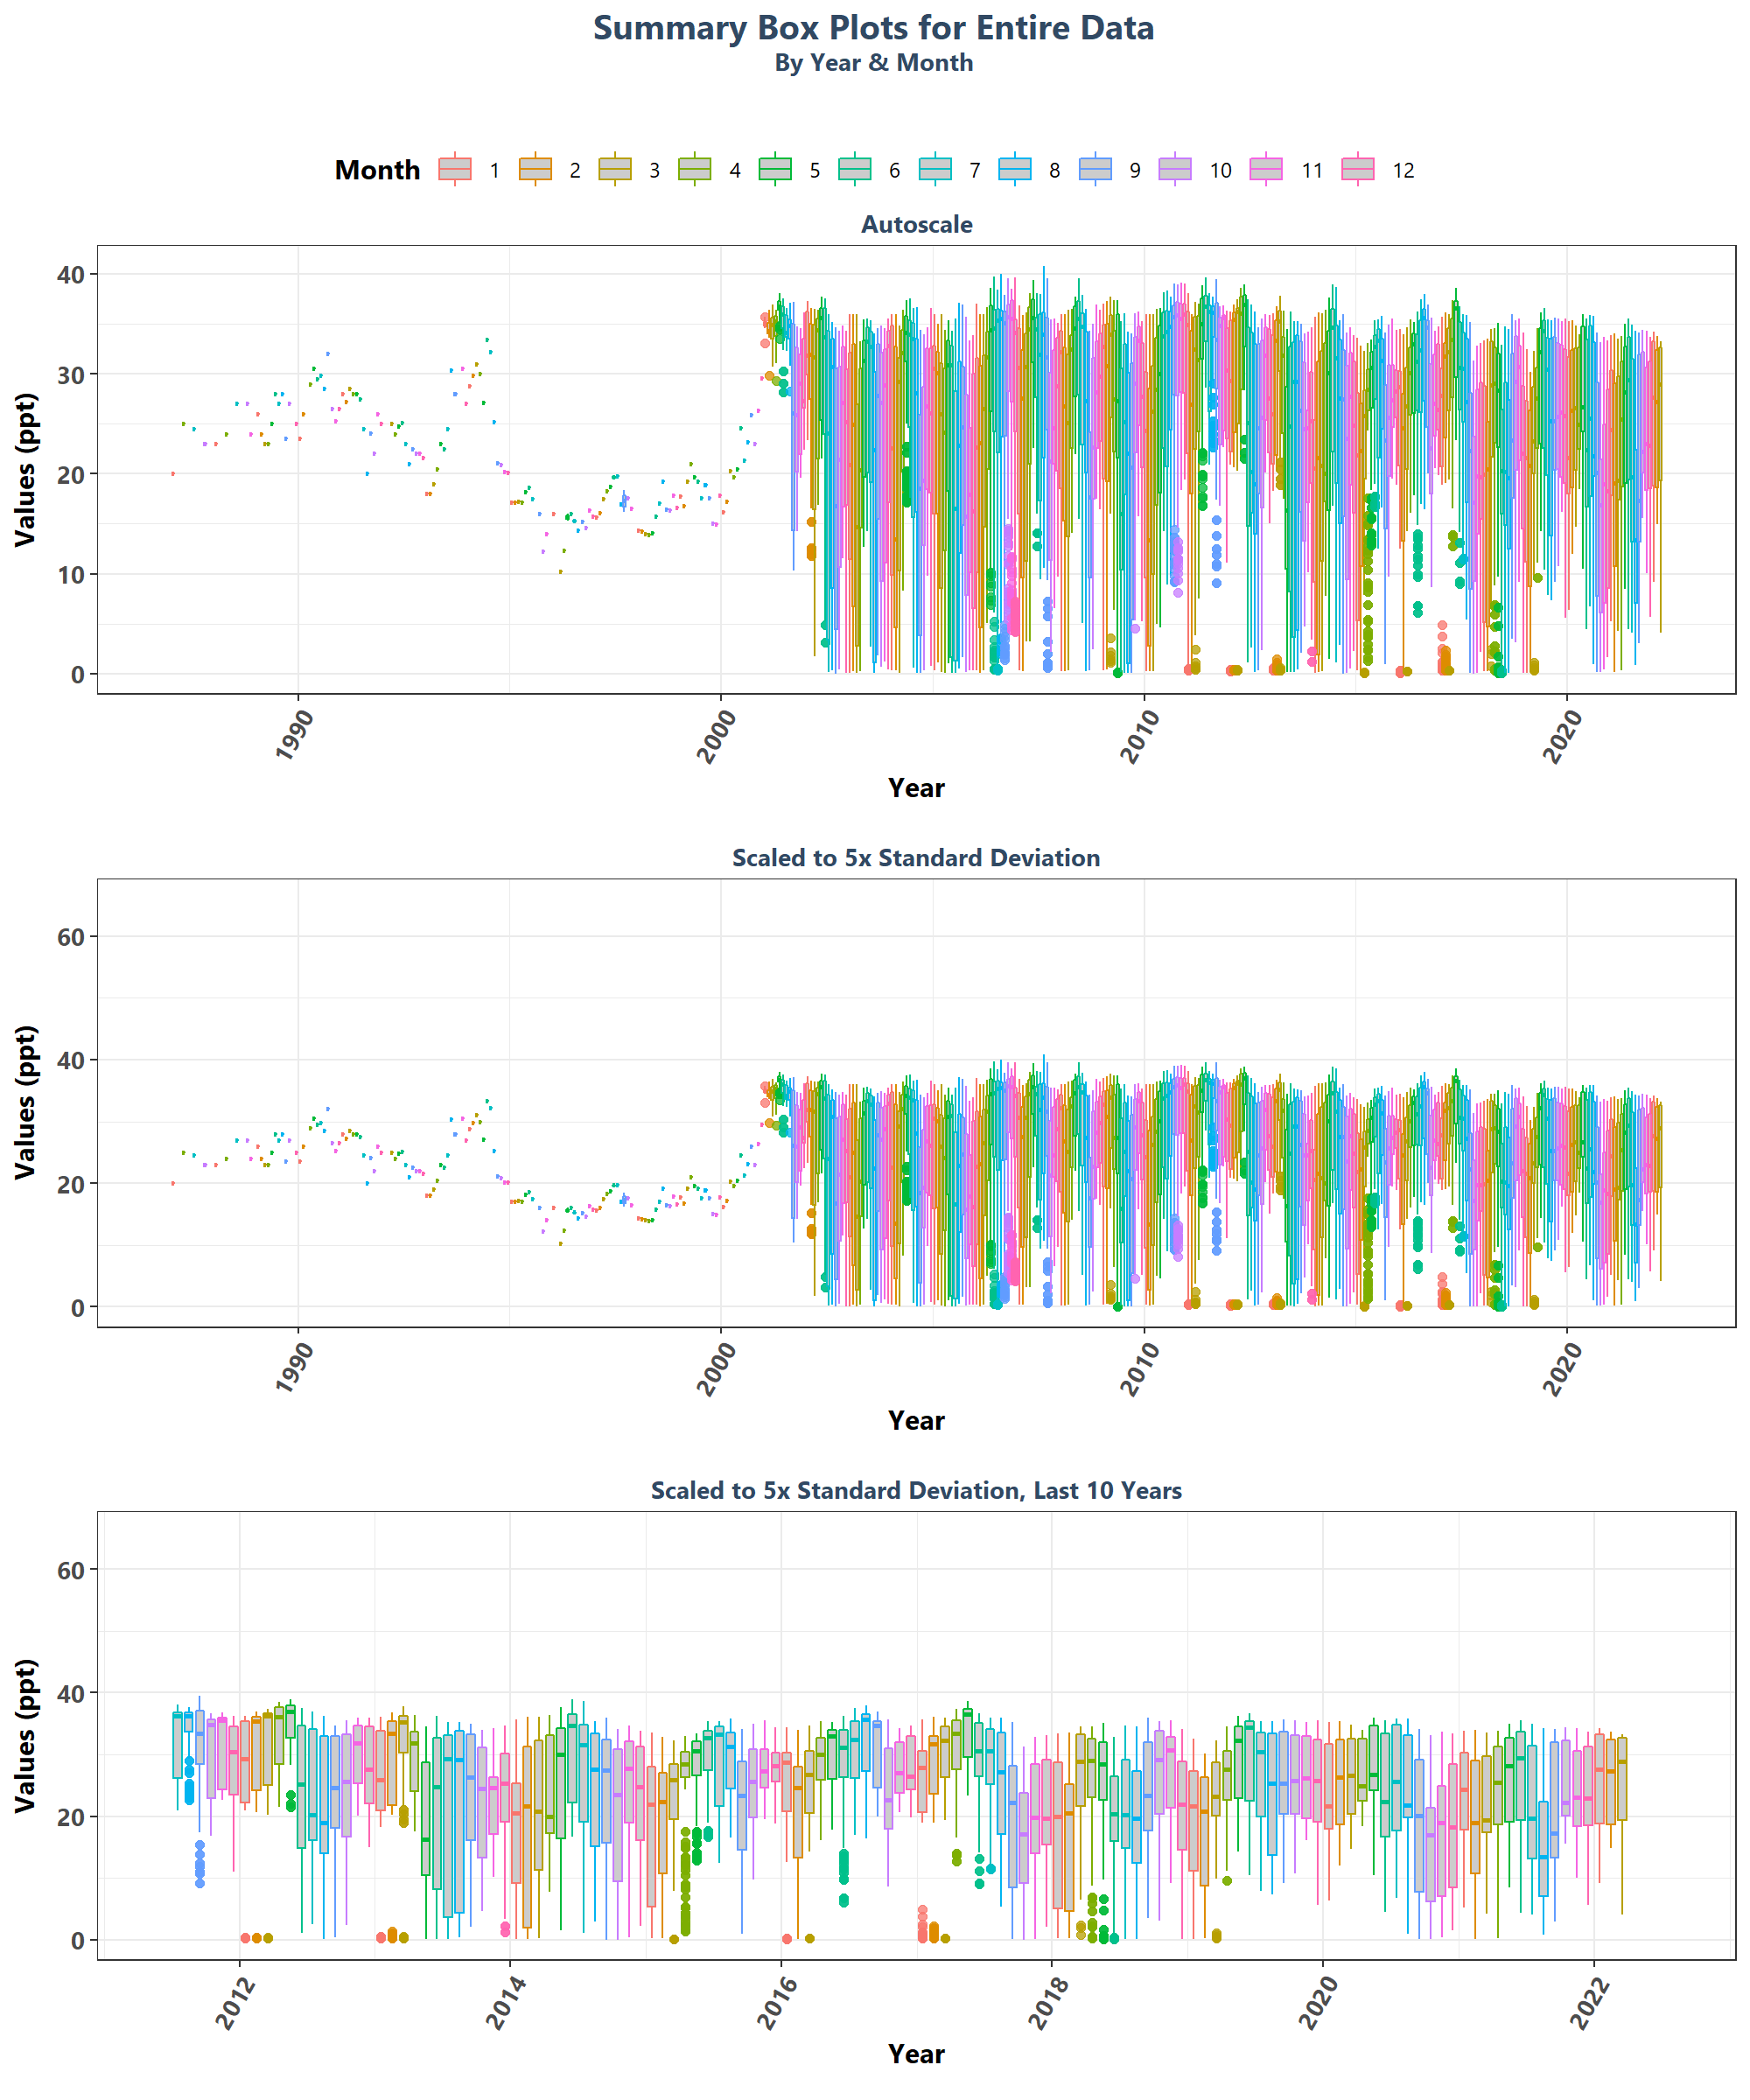 Summary Box Plots for Entire Data
By Year & Month
Month 1 2 3 4 5 6 7 8 9 10 11 12
Autoscale
Values (ppt)
40
30
20
10
0
1990 2000 2010 2020
Year
Scaled to 5x Standard Deviation
Values (ppt)
60
40
20
0
1990 2000 2010 2020
Year
Scaled to 5x Standard Deviation, Last 10 Years
Values (ppt)
60
40
20
0
2012 2014 2016 2018 2020 2022
Year